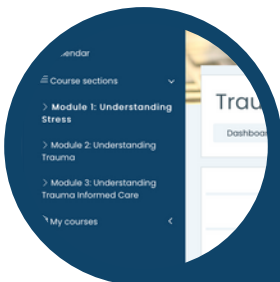 Course sections
> Module 1: Understanding
Stress
> Module 2: Understanding
Trauma
> Module 3: Understanding
Trauma Informed Care
My courses